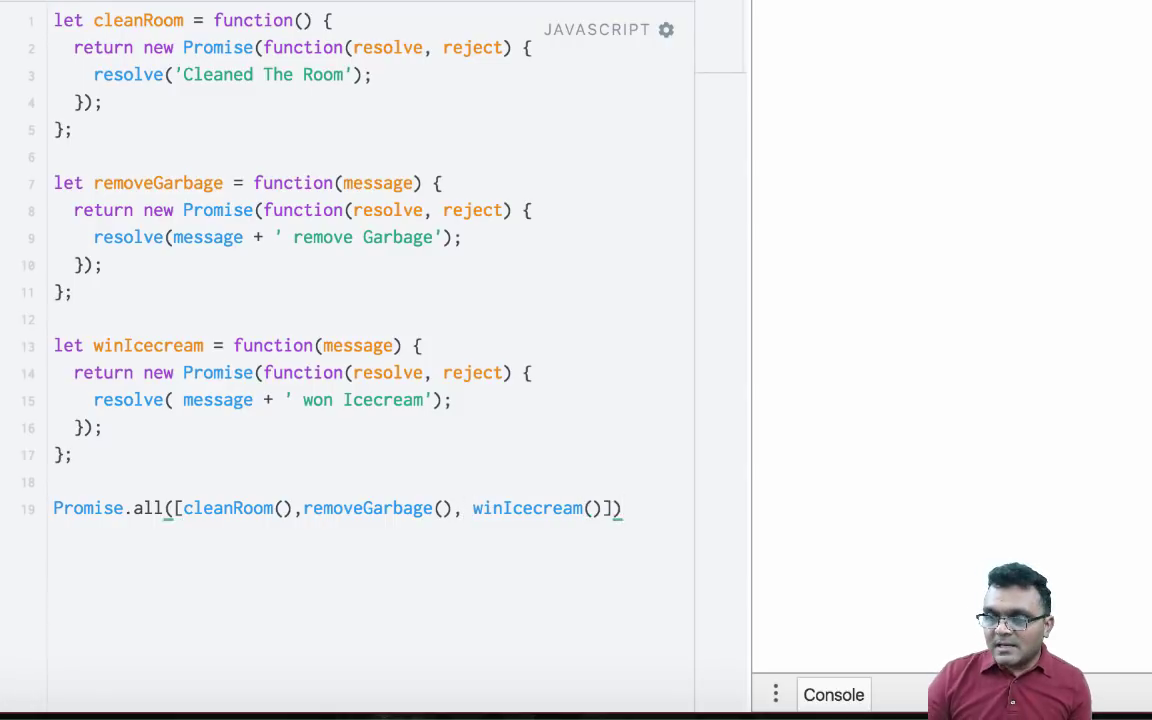 1 let cleanRoom = function() {
JAVASCRIPT
2 return new Promise(function(resolve, reject) {
3 resolve('Cleaned The Room');
4 });
5 };
6
7 let removeGarbage = function(message) {
8 return new Promise(function(resolve, reject) {
9 resolve(message + ' remove Garbage');
10 });
11 };
12
13 let winIcecream = function(message) {
14 return new Promise(function(resolve, reject) {
15 resolve( message + ' won Icecream');
16 });
17 };
18
19 Promise.all([cleanRoom(),removeGarbage(), winIcecream()])
Console